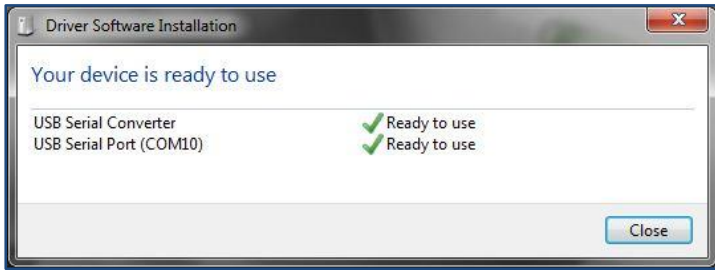 Driver Software Installation
Your device is ready to use
USB Serial Converter Ready to use
USB Serial Port (COM10) Ready to use
Close